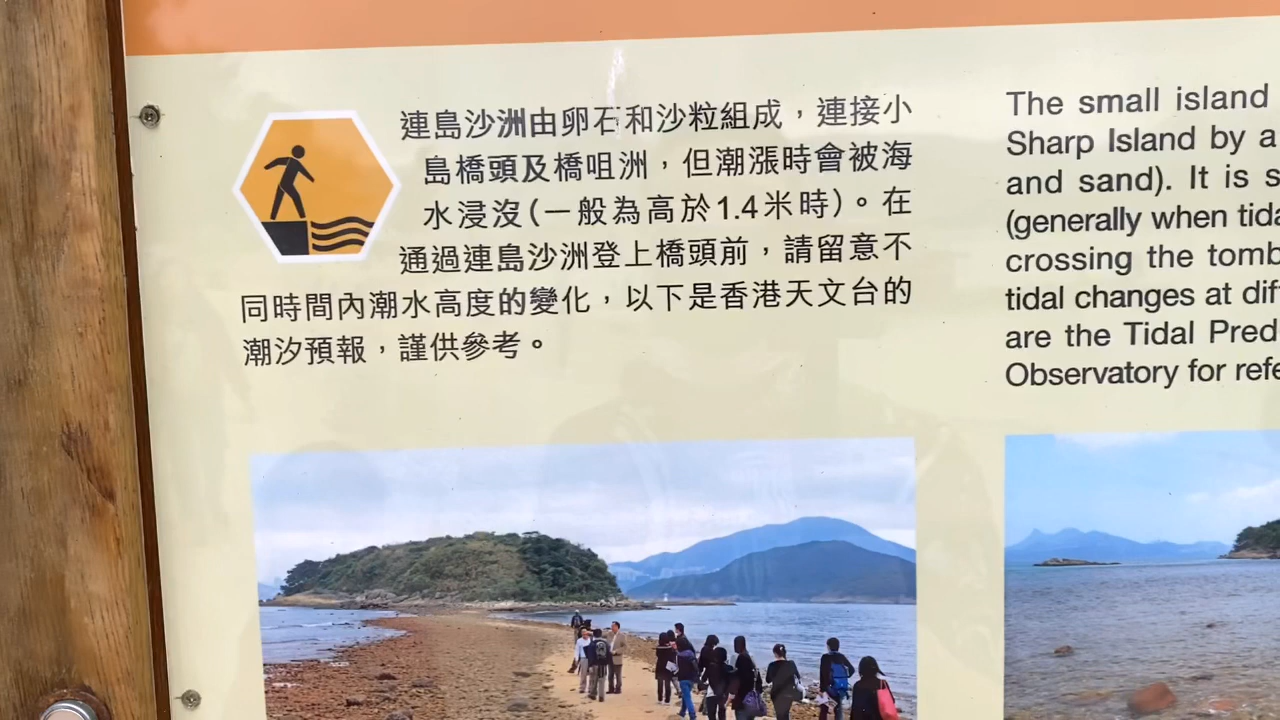 連島沙洲由卵石和沙粒組成，連接小
島橋頭及橋咀洲，但潮漲時會被海
水浸沒(一般為高於1.4米時)。在
通過連島沙洲登上橋頭前，請留意不
同時間內潮水高度的變化，以下是香港天文台的
潮汐預報，謹供參考。
The small island
Sharp Island by a
and sand). It is
(generally when
crossing the
tidal changes at
are the Tidal
Observatory for